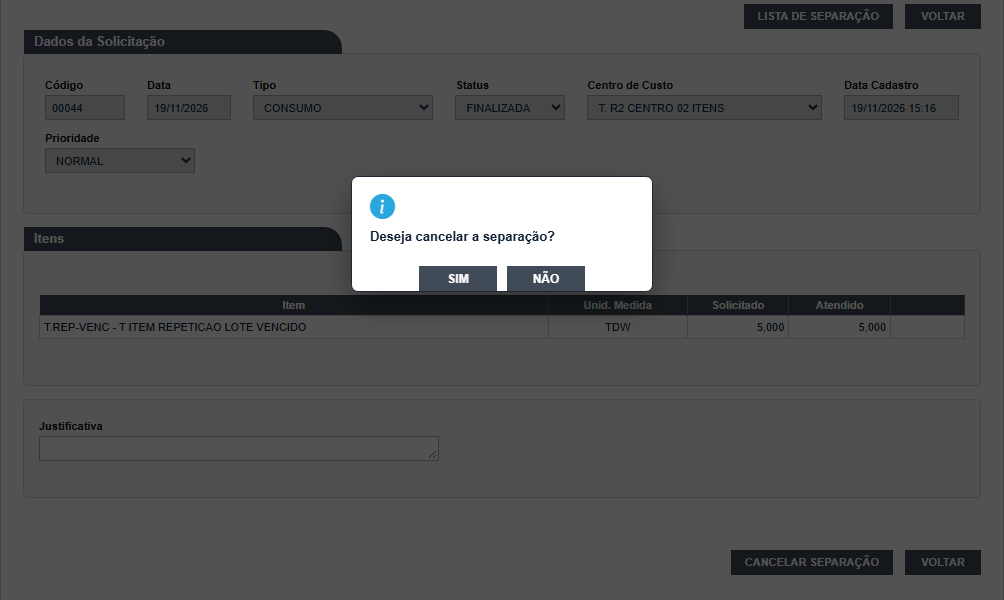 LISTA DE SEPARAÇÃO VOLTAR
Dados da Solicitação
Código Data Tipo Status Centro de Custo Data Cadastro
00044 19/11/2026 CONSUMO FINALIZADA T. R2 CENTRO 02 ITENS 19/11/2026 15:16
Prioridade
NORMAL
i
Deseja cancelar a separação?
SIM NÃO
Itens
Item Unid. Medida Solicitado Atendido
T.REP-VENC - T ITEM REPETICAO LOTE VENCIDO TDW 5,000 5,000
Justificativa
CANCELAR SEPARAÇÃO VOLTAR